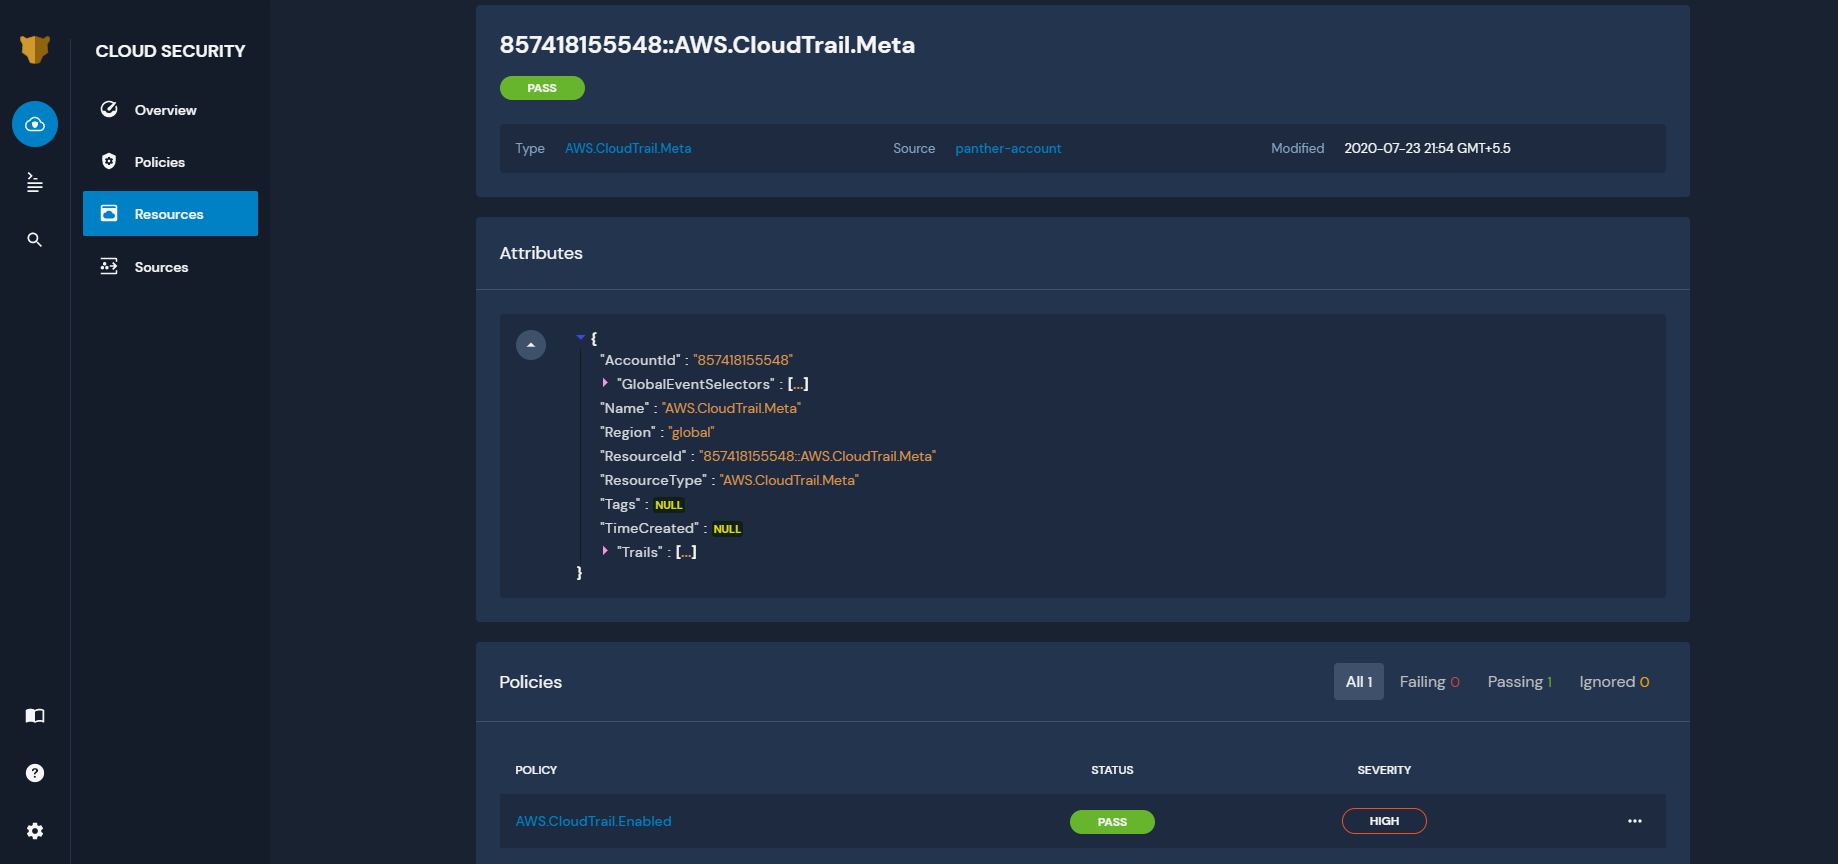 CLOUD SECURITY
Overview
Policies
Resources
Sources
857418155548::AWS.CloudTrail.Meta
PASS
Type AWS.CloudTrail.Meta Source panther-account Modified 2020-07-23 21:54 GMT+5.5
Attributes
{
"AccountId" : "857418155548"
"GlobalEventSelectors" : [...]
"Name" : "AWS.CloudTrail.Meta"
"Region" : "global"
"ResourceId" : "857418155548::AWS.CloudTrail.Meta"
"ResourceType" : "AWS.CloudTrail.Meta"
"Tags" : NULL
"TimeCreated" : NULL
"Trails" : [...]
}
Policies All 1 Failing 0 Passing 1 Ignored 0
POLICY STATUS SEVERITY
AWS.CloudTrail.Enabled PASS HIGH